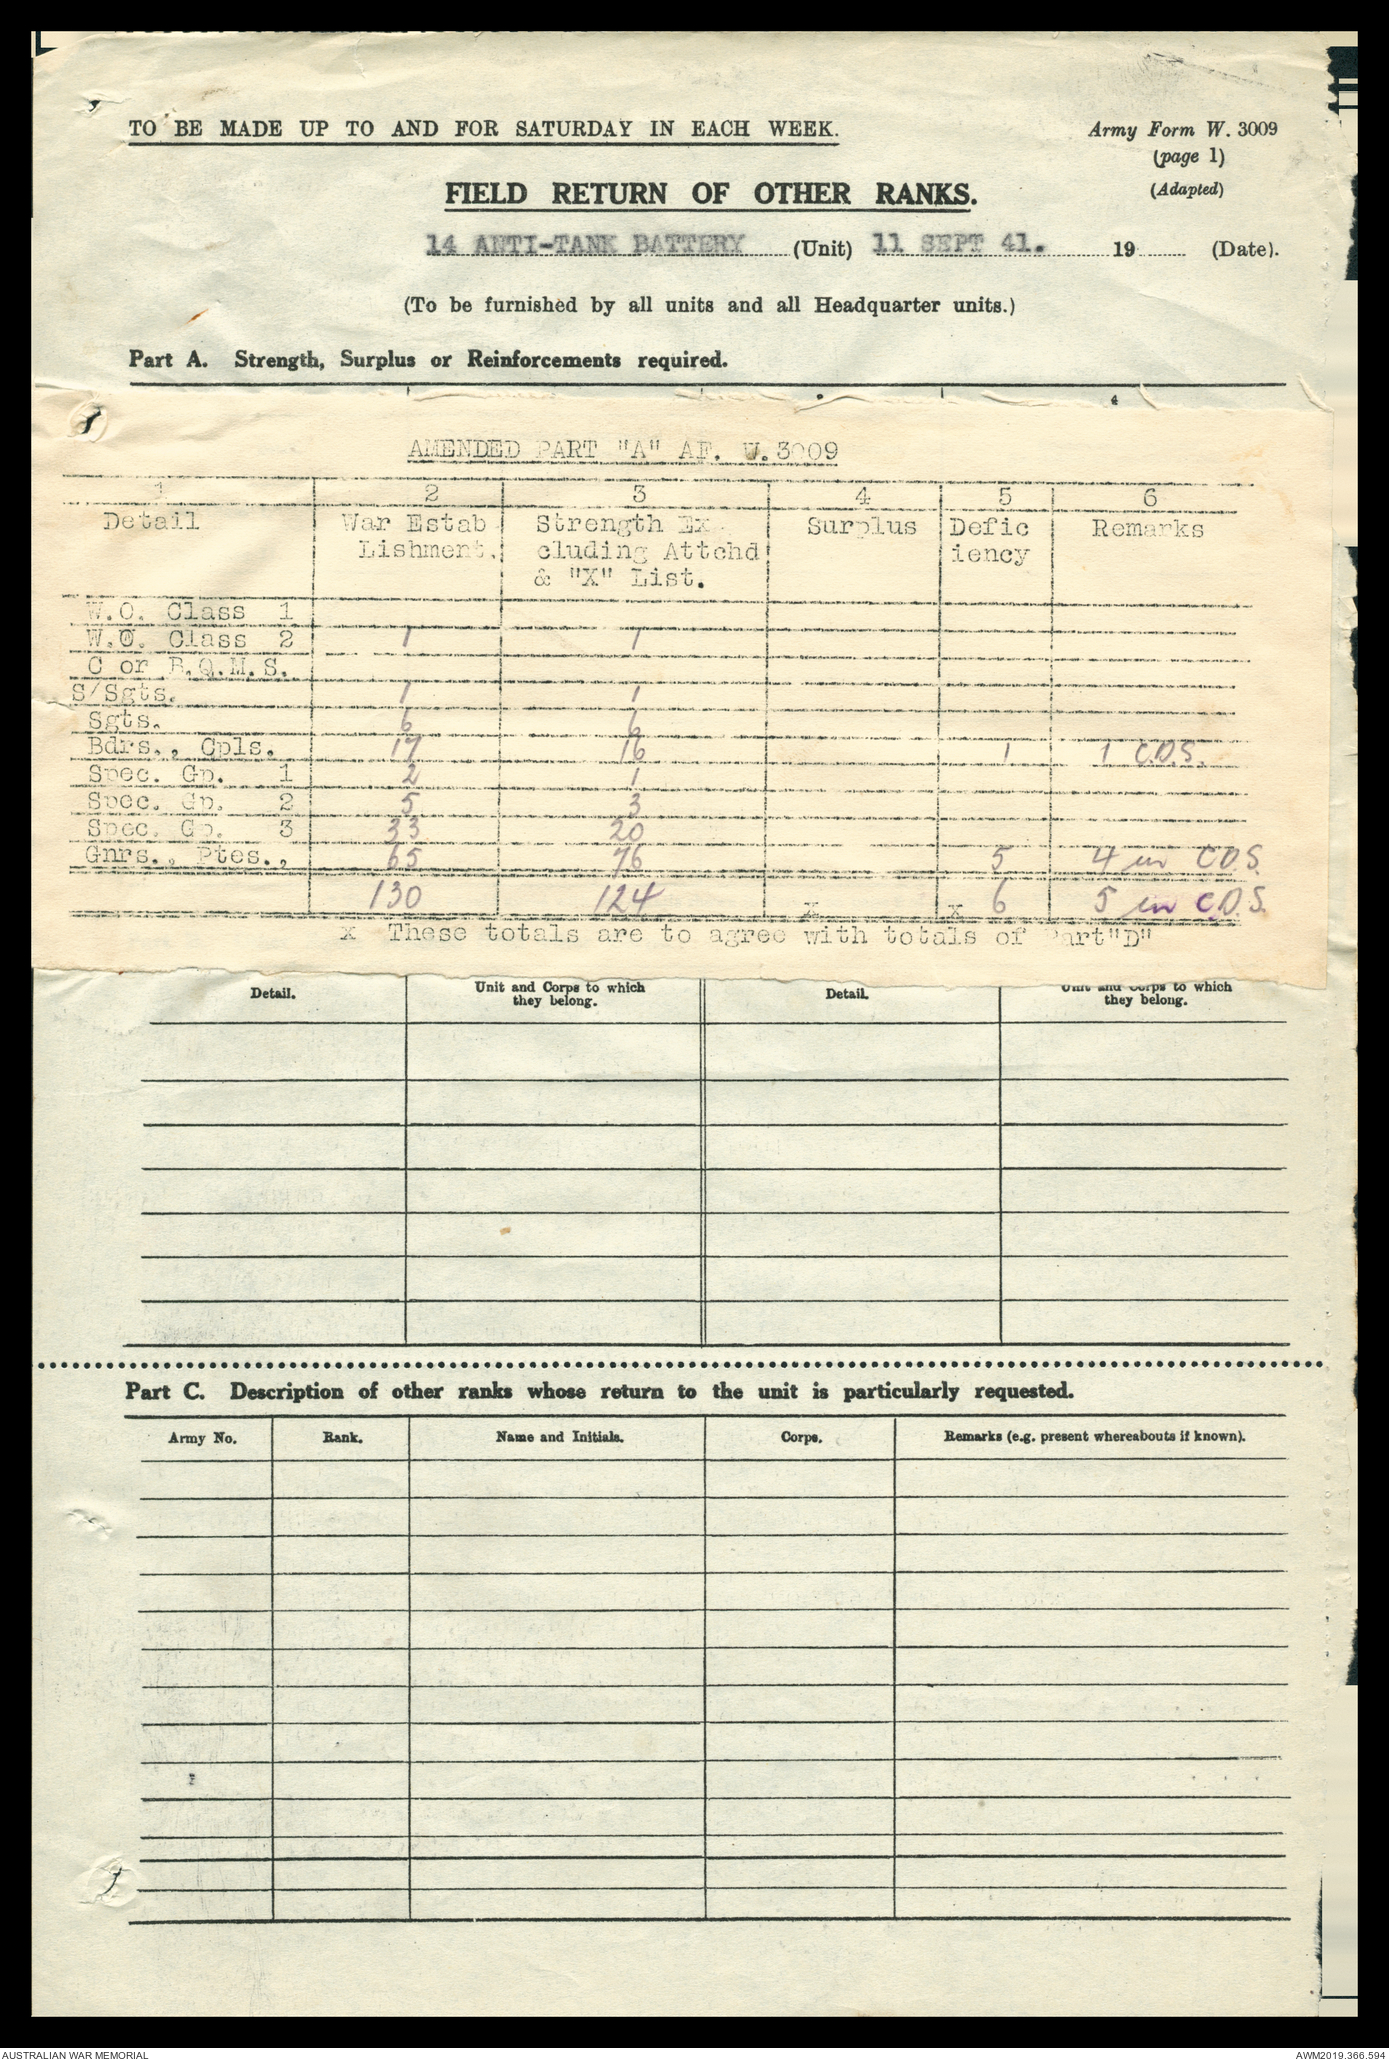 TO BE MADE UP TO AND FOR SATURDAY IN EACH WEEK.
Army Form W. 3009
(page 1)
(Adapted)
FIELD RETURN OF OTHER RANKS.
14 ANTI-TANK BATTERY (Unit) 11 SEPT 41. 19 (Date).
(To be furnished by all units and all Headquarter units.)
Part A. Strength, Surplus or Reinforcements required.
4
AMENDED PART "A" AF. W.3009
1 2 3 4 5 6
Detail War Estab Strength Ex Surplus Defic Remarks
Lishment. cluding Attchd iency
& "X" List.
W.O. Class 1
W.O. Class 2 1 1
C or B.Q.M.S.
S/Sgts. 1 1
Sgts. 6 6
Bdrs., Cpls. 17 16 1 1 C.D.S.
Spec. Gp. 1 2 1
Spec. Gp. 2 5 3
Spec. Gp. 3 33 20
Gnrs., Ptes., 65 76 5 4 in C.D.S.
130 124 x x 6 5 in C.D.S.
x These totals are to agree with totals of Part"D"
Detail. Unit and Corps to which Detail. Unit and Corps to which
they belong. they belong.
Part C. Description of other ranks whose return to the unit is particularly requested.
Army No. Rank. Name and Initials. Corps. Remarks (e.g. present whereabouts if known).
AUSTRALIAN WAR MEMORIAL AWM2019.366.594